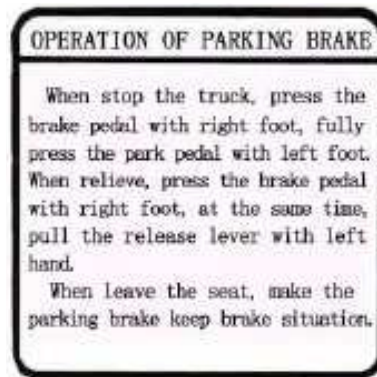 OPERATION OF PARKING BRAKE
When stop the truck, press the
brake pedal with right foot, fully
press the park pedal with left foot.
When relieve, press the brake pedal
with right foot, at the same time,
pull the release lever with left
hand.
When leave the seat, make the
parking brake keep brake situation.